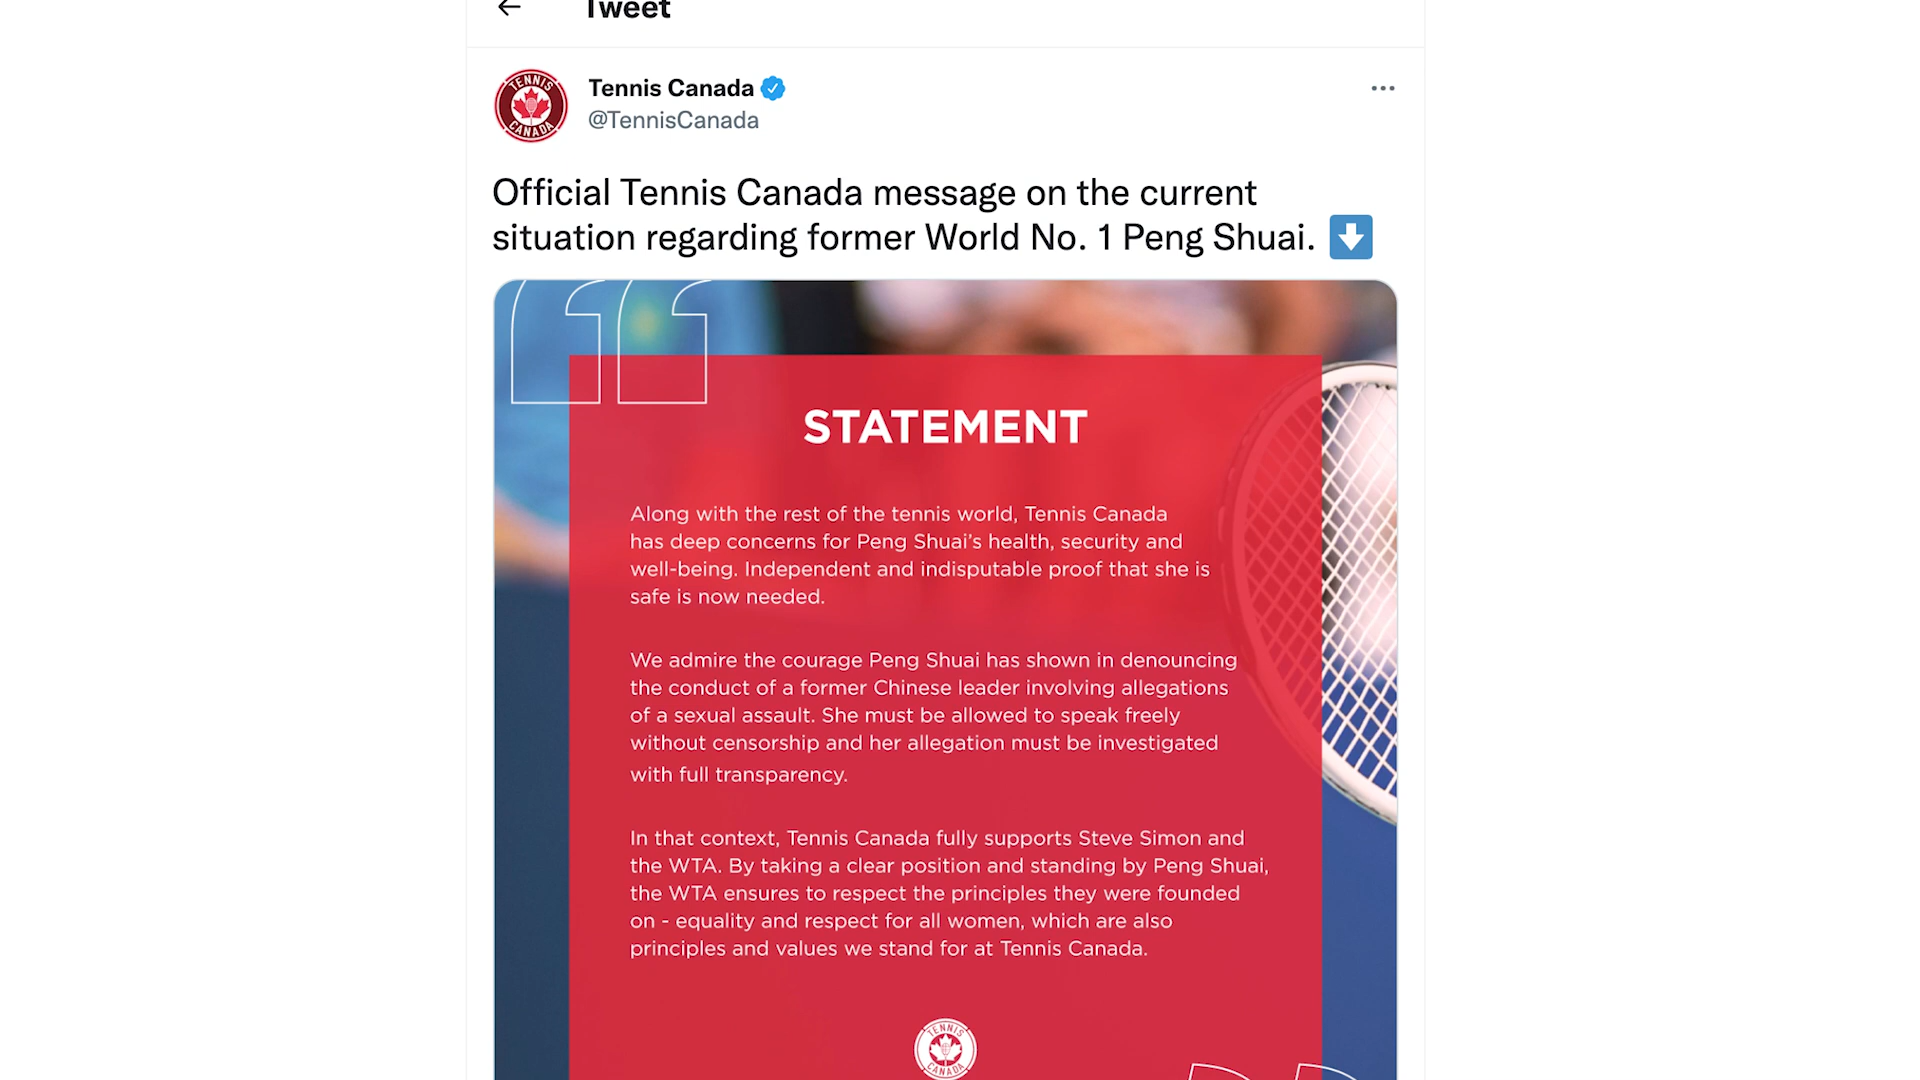 Tweet
TENNIS
CANADA
Tennis Canada
@TennisCanada
Official Tennis Canada message on the current
situation regarding former World No. 1 Peng Shuai.
STATEMENT
Along with the rest of the tennis world, Tennis Canada
has deep concerns for Peng Shuai’s health, security and
well-being. Independent and indisputable proof that she is
safe is now needed.
We admire the courage Peng Shuai has shown in denouncing
the conduct of a former Chinese leader involving allegations
of a sexual assault. She must be allowed to speak freely
without censorship and her allegation must be investigated
with full transparency.
In that context, Tennis Canada fully supports Steve Simon and
the WTA. By taking a clear position and standing by Peng Shuai,
the WTA ensures to respect the principles they were founded
on - equality and respect for all women, which are also
principles and values we stand for at Tennis Canada.
TENNIS
CANADA